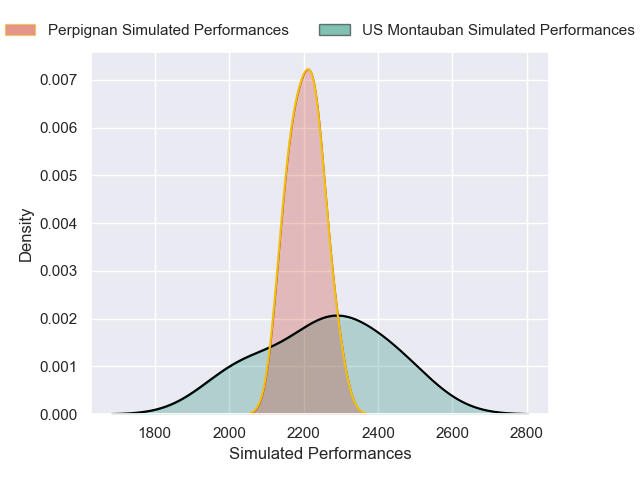 Perpignan Simulated Performances US Montauban Simulated Performances
0.007
0.006
0.005
0.004
0.003
0.002
0.001
0.000
Density
1800 2000 2200 2400 2600 2800
Simulated Performances